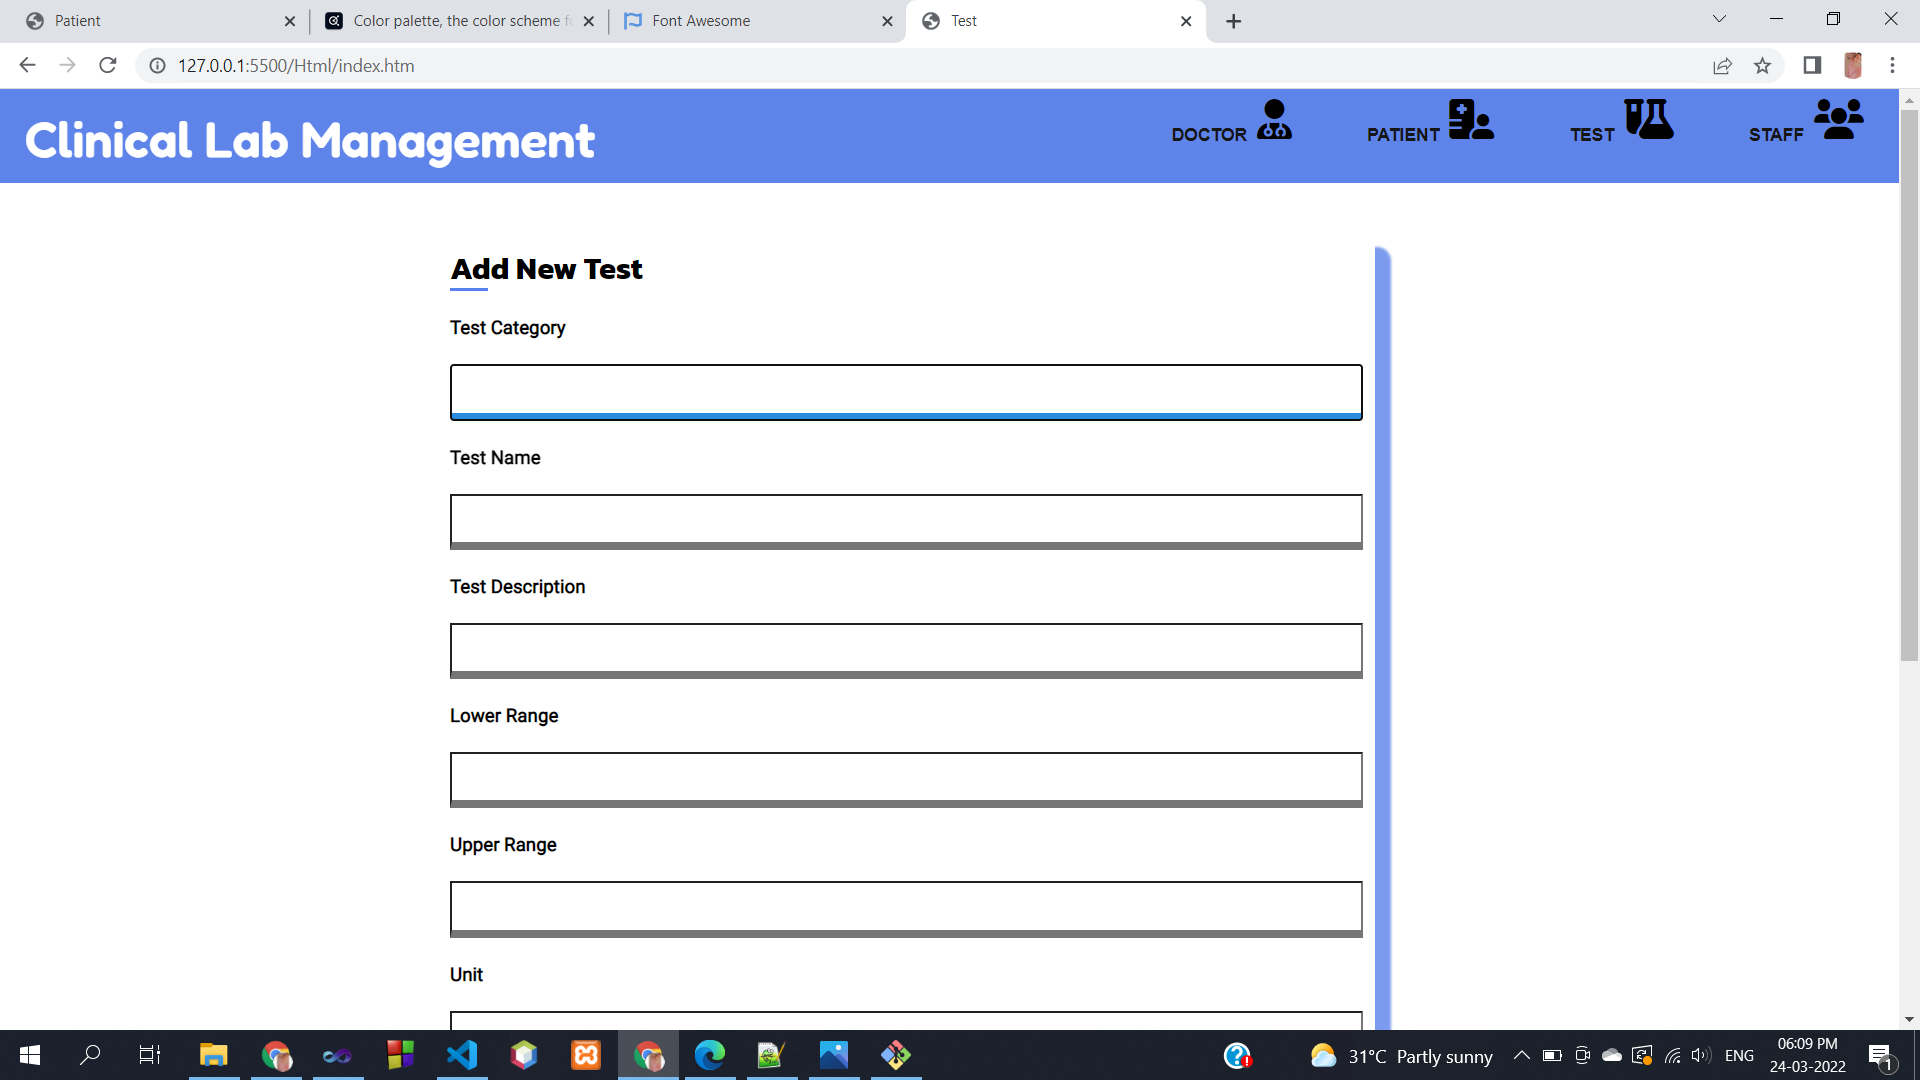 Patient
Color palette, the color scheme f
Font Awesome
Test
127.0.0.1:5500/Html/index.htm
Clinical Lab Management
DOCTOR
PATIENT
TEST
STAFF
Add New Test
Test Category
Test Name
Test Description
Lower Range
Upper Range
Unit
31°C Partly sunny
ENG
06:09 PM
24-03-2022
1